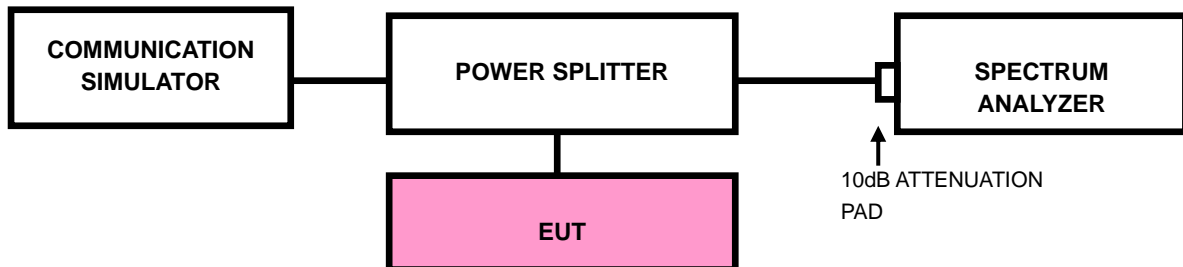 COMMUNICATION
SIMULATOR
POWER SPLITTER
SPECTRUM
ANALYZER
10dB ATTENUATION
PAD
EUT